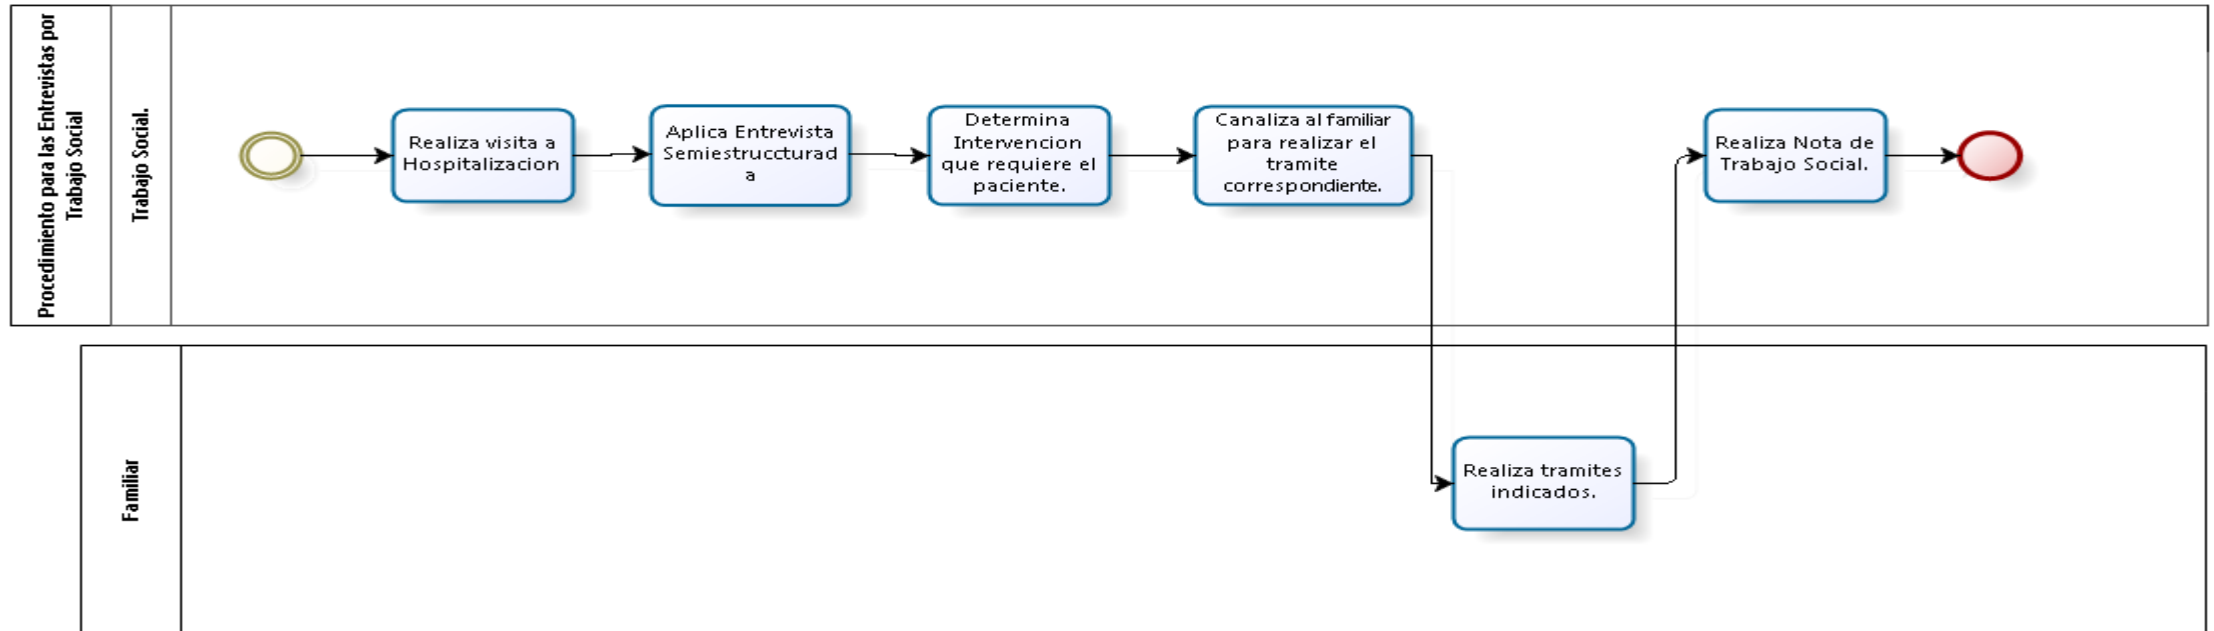 Procedimiento para las Entrevistas por
Trabajo Social
Trabajo Social.
Realiza visita a
Hospitalizacion
Aplica Entrevista
Semiestruccturad
a
Determina
Intervencion
que requiere el
paciente.
Canaliza al familiar
para realizar el
tramite
correspondiente.
Realiza Nota de
Trabajo Social.
Familiar
Realiza tramites
indicados.